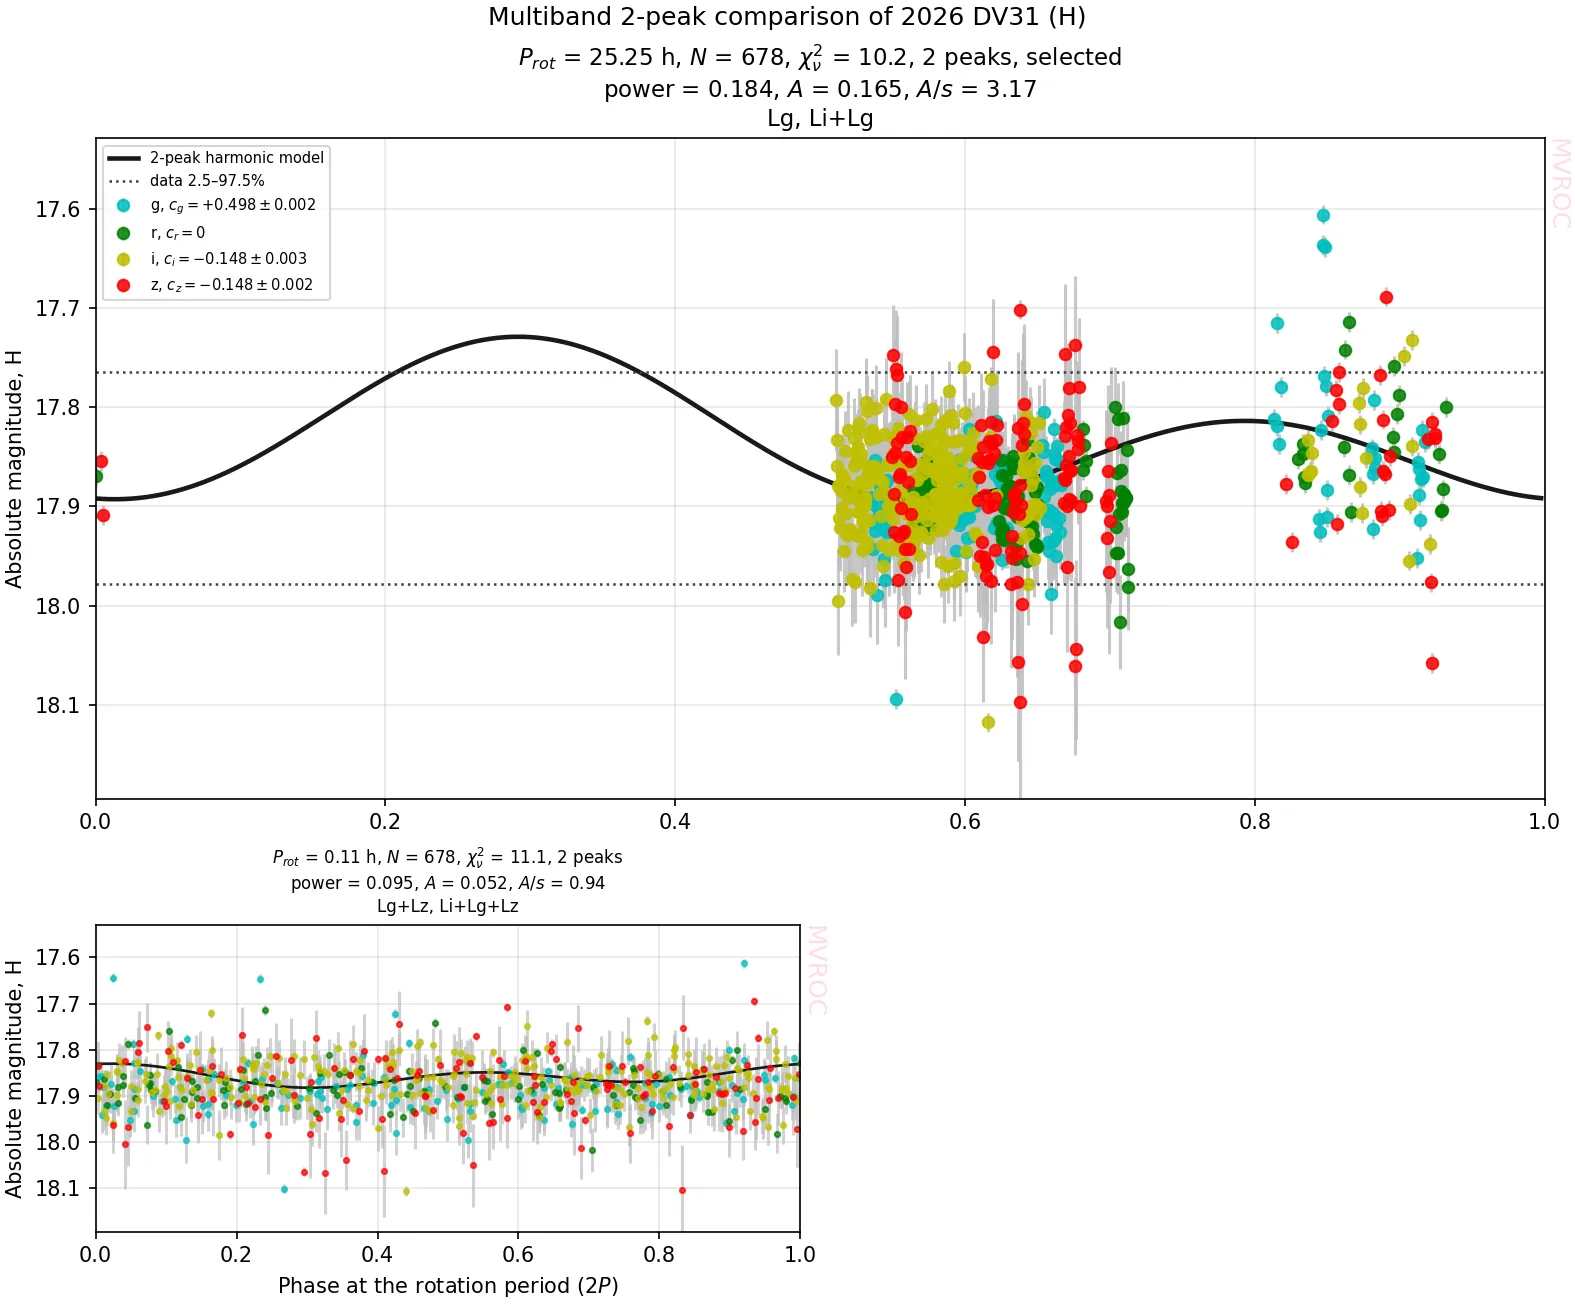 Multiband 2-peak comparison of 2026 DV31 (H)
P_rot = 25.25 h, N = 678, χ²_ν = 10.2, 2 peaks, selected
power = 0.184, A = 0.165, A/s = 3.17
Lg, Li+Lg
2-peak harmonic model
data 2.5–97.5%
g, c_g = +0.498 ± 0.002
r, c_r = 0
i, c_i = −0.148 ± 0.003
z, c_z = −0.148 ± 0.002
MVROC
Absolute magnitude, H
17.6
17.7
17.8
17.9
18.0
18.1
0.0 0.2 0.4 0.6 0.8 1.0
P_rot = 0.11 h, N = 678, χ²_ν = 11.1, 2 peaks
power = 0.095, A = 0.052, A/s = 0.94
Lg+Lz, Li+Lg+Lz
MVROC
Absolute magnitude, H
17.6
17.7
17.8
17.9
18.0
18.1
0.0 0.2 0.4 0.6 0.8 1.0
Phase at the rotation period (2P)